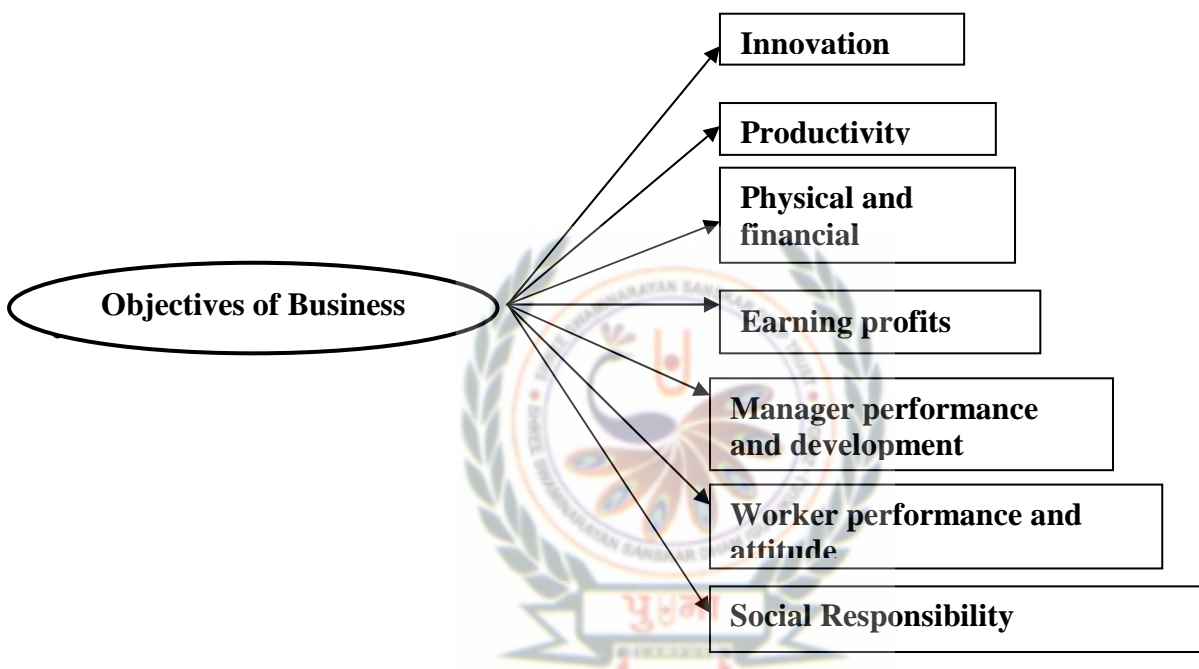 Innovation
Productivity
Physical and
financial
Objectives of Business
Earning profits
Manager performance
and development
Worker performance and
attitude
Social Responsibility